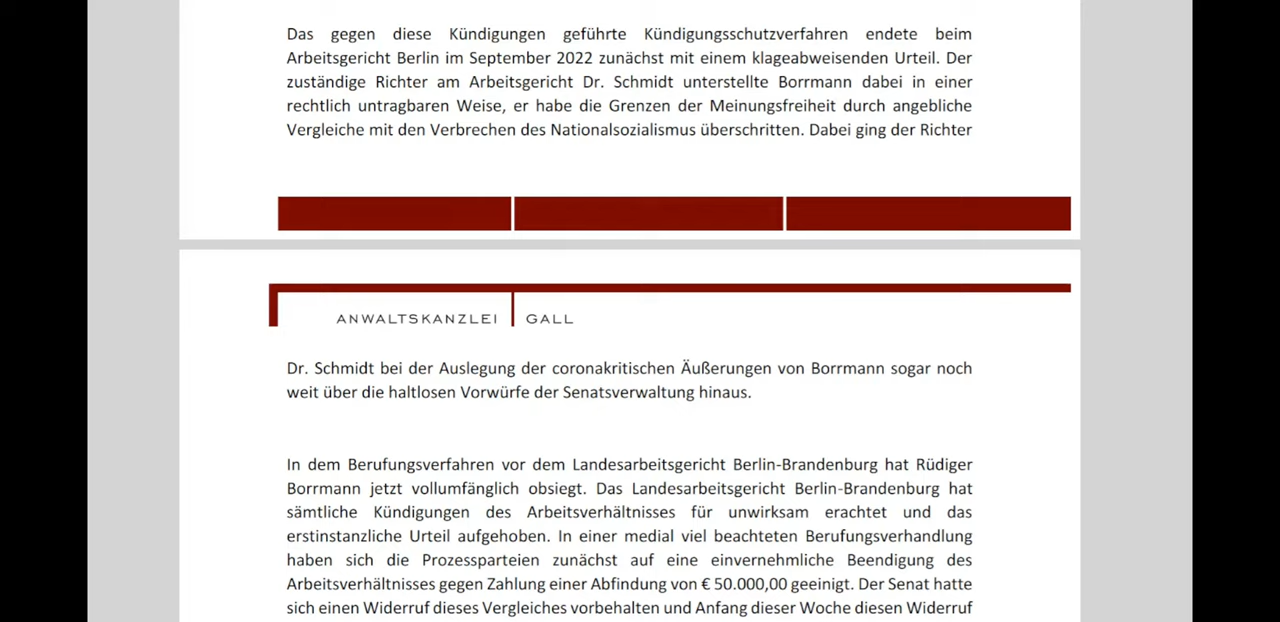 Das gegen diese Kündigungen geführte Kündigungsschutzverfahren endete beim
Arbeitsgericht Berlin im September 2022 zunächst mit einem klageabweisenden Urteil. Der
zuständige Richter am Arbeitsgericht Dr. Schmidt unterstellte Borrmann dabei in einer
rechtlich untragbaren Weise, er habe die Grenzen der Meinungsfreiheit durch angebliche
Vergleiche mit den Verbrechen des Nationalsozialismus überschritten. Dabei ging der Richter
ANWALTSKANZLEI GALL
Dr. Schmidt bei der Auslegung der coronakritischen Äußerungen von Borrmann sogar noch
weit über die haltlosen Vorwürfe der Senatsverwaltung hinaus.
In dem Berufungsverfahren vor dem Landesarbeitsgericht Berlin-Brandenburg hat Rüdiger
Borrmann jetzt vollumfänglich obsiegt. Das Landesarbeitsgericht Berlin-Brandenburg hat
sämtliche Kündigungen des Arbeitsverhältnisses für unwirksam erachtet und das
erstinstanzliche Urteil aufgehoben. In einer medial viel beachteten Berufungsverhandlung
haben sich die Prozessparteien zunächst auf eine einvernehmliche Beendigung des
Arbeitsverhältnisses gegen Zahlung einer Abfindung von € 50.000,00 geeinigt. Der Senat hatte
sich einen Widerruf dieses Vergleiches vorbehalten und Anfang dieser Woche diesen Widerruf